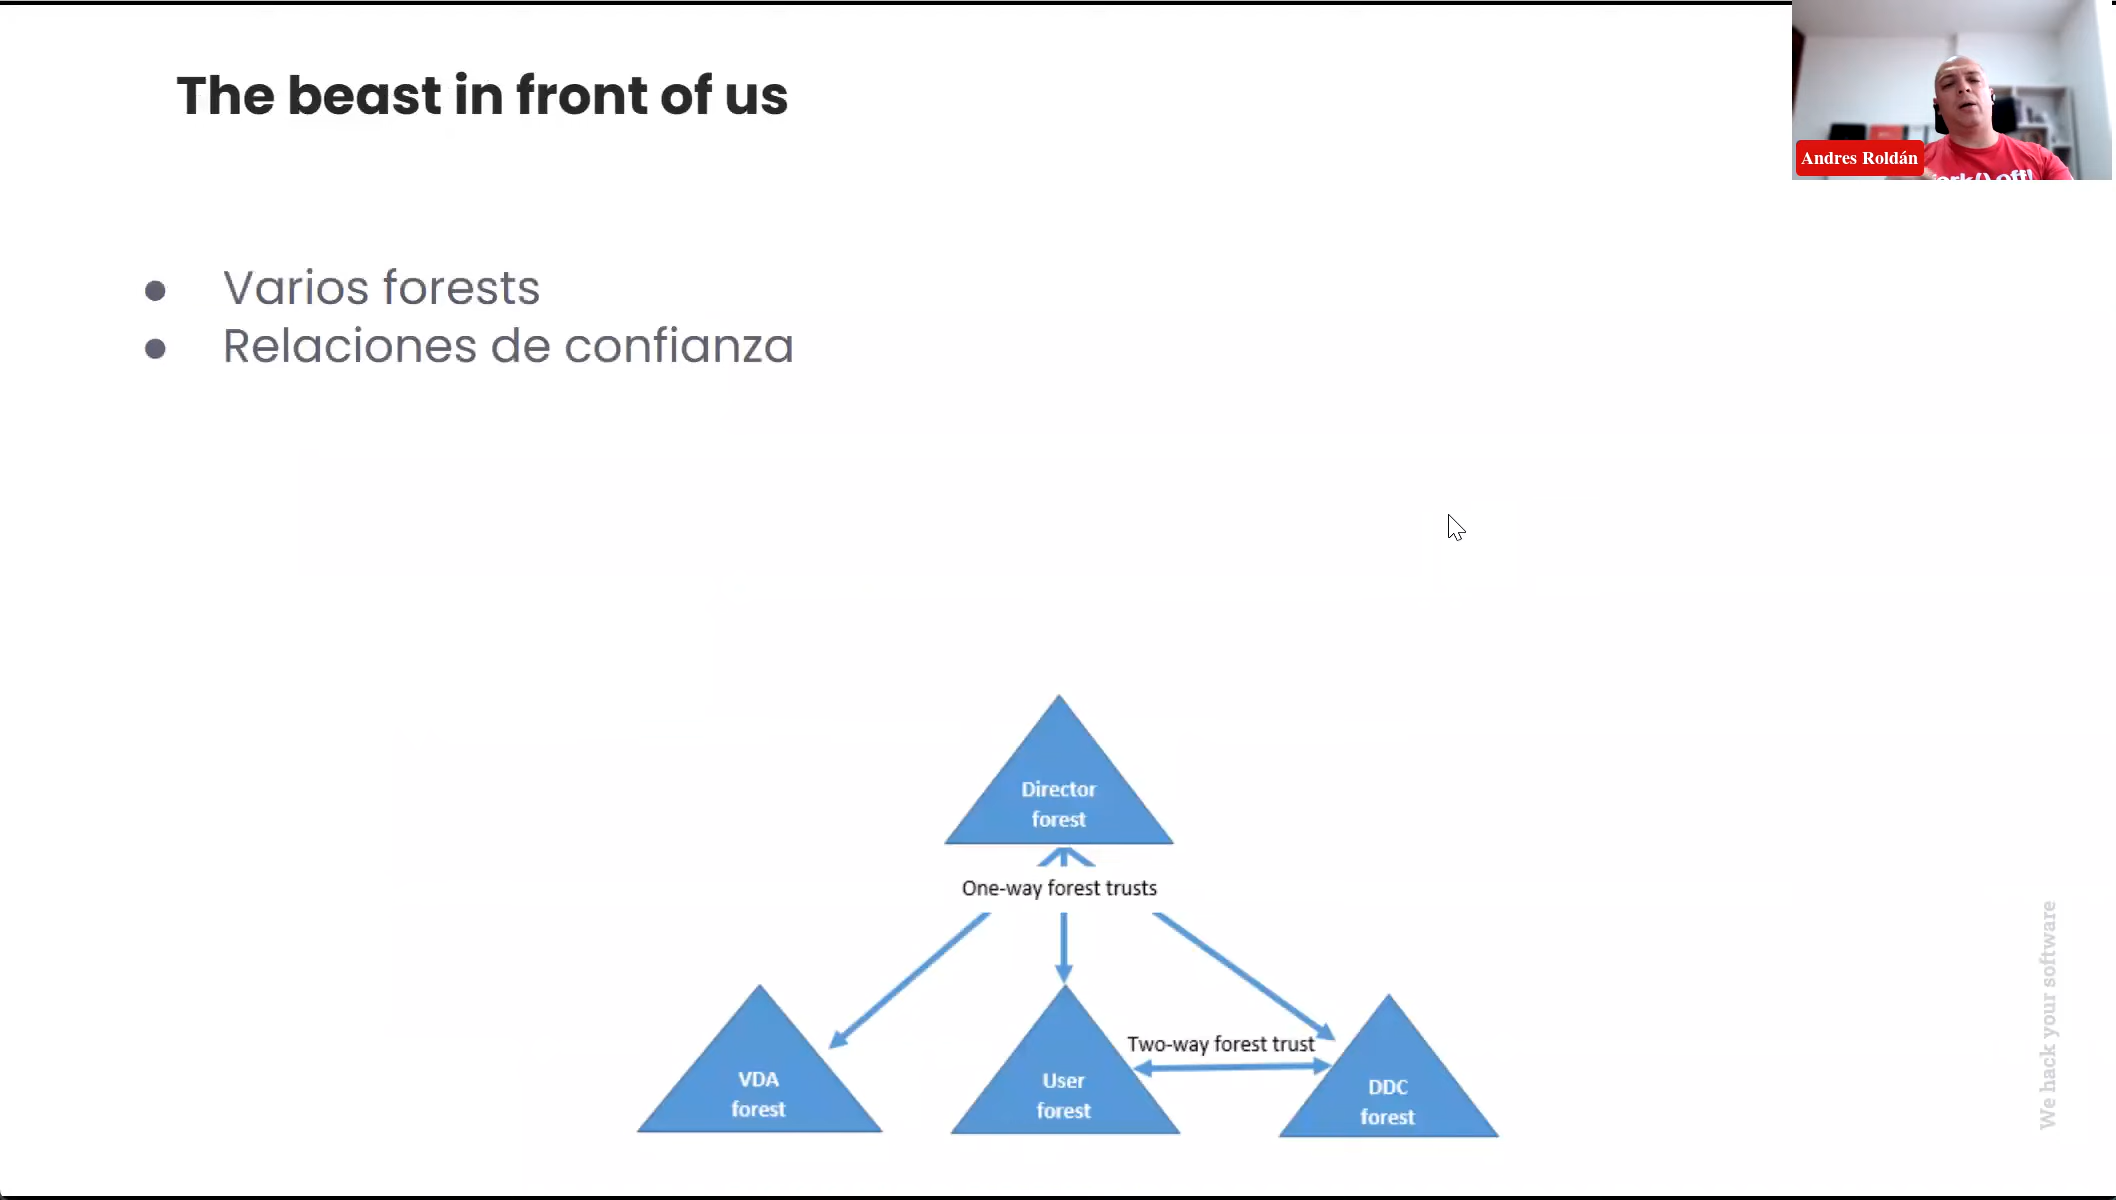 The beast in front of us
Andres Roldán
Varios forests
Relaciones de confianza
Director
forest
One-way forest trusts
Two-way forest trust
VDA
forest
User
forest
DDC
forest
We hack your software